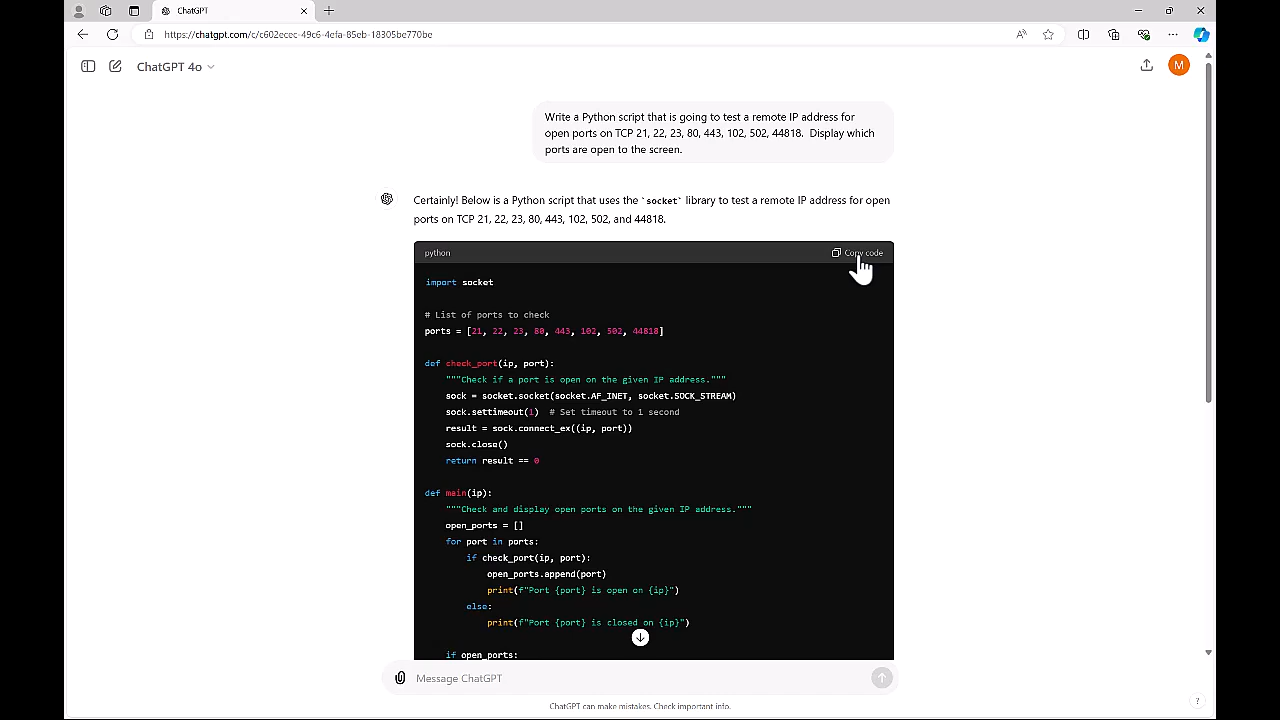 ChatGPT
https://chatgpt.com/c/c602ecec-49c6-4efa-85eb-18305be770be
ChatGPT 4o
M
Write a Python script that is going to test a remote IP address for
open ports on TCP 21, 22, 23, 80, 443, 102, 502, 44818.  Display which
ports are open to the screen.
Certainly! Below is a Python script that uses the `socket` library to test a remote IP address for open
ports on TCP 21, 22, 23, 80, 443, 102, 502, and 44818.
python
Copy code
import socket
# List of ports to check
ports = [21, 22, 23, 80, 443, 102, 502, 44818]
def check_port(ip, port):
"""Check if a port is open on the given IP address."""
sock = socket.socket(socket.AF_INET, socket.SOCK_STREAM)
sock.settimeout(1)  # Set timeout to 1 second
result = sock.connect_ex((ip, port))
sock.close()
return result == 0
def main(ip):
"""Check and display open ports on the given IP address."""
open_ports = []
for port in ports:
if check_port(ip, port):
open_ports.append(port)
print(f"Port {port} is open on {ip}")
else:
print(f"Port {port} is closed on {ip}")
if open_ports:
Message ChatGPT
ChatGPT can make mistakes. Check important info.
?